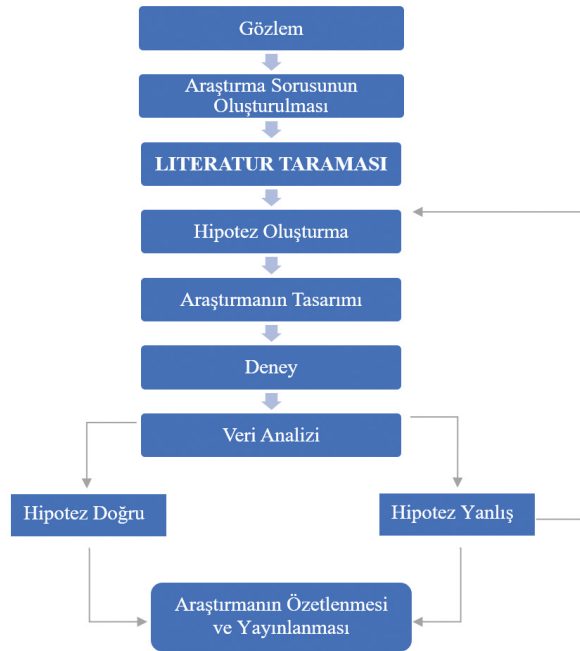 Gözlem
Araştırma Sorusunun
Oluşturulması
LITERATUR TARAMASI
Hipotez Oluşturma
Araştırmanın Tasarımı
Deney
Veri Analizi
Hipotez Doğru
Hipotez Yanlış
Araştırmanın Özetlenmesi
ve Yayınlanması